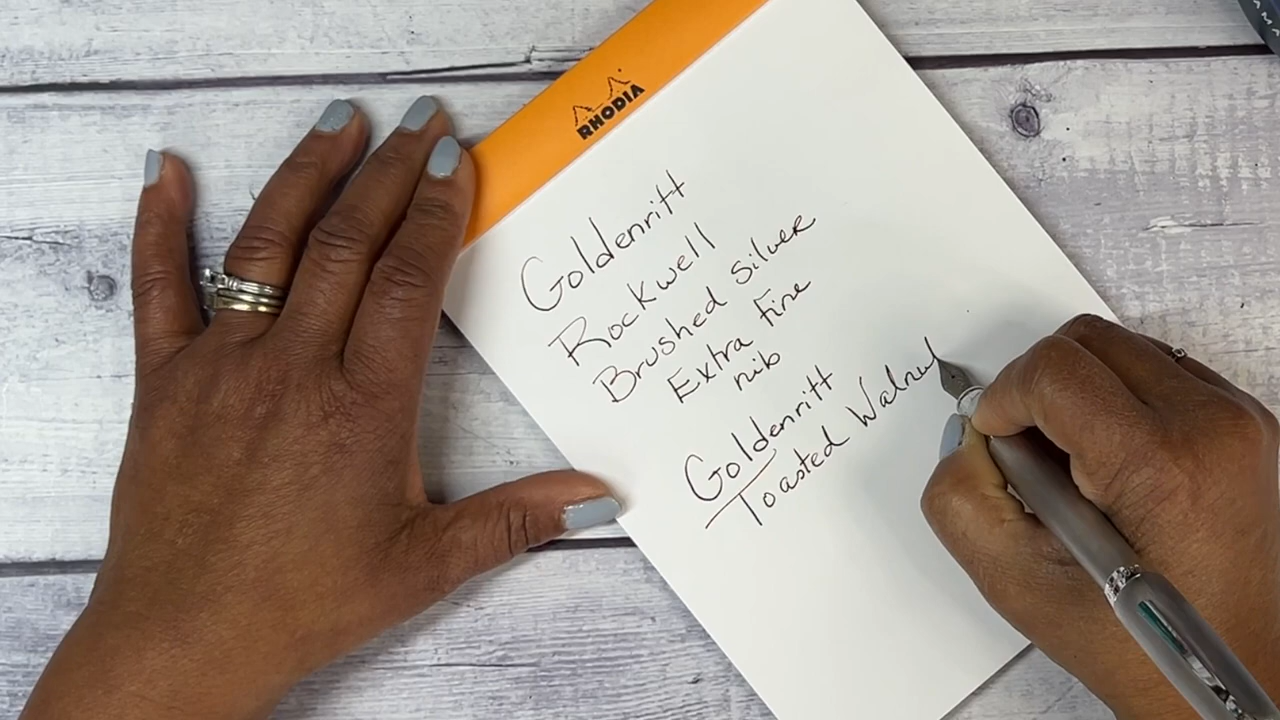 RHODIA
Goldenritt
Rockwell
Brushed Silver
Extra Fine
nib
Goldenritt
Toasted Walnut